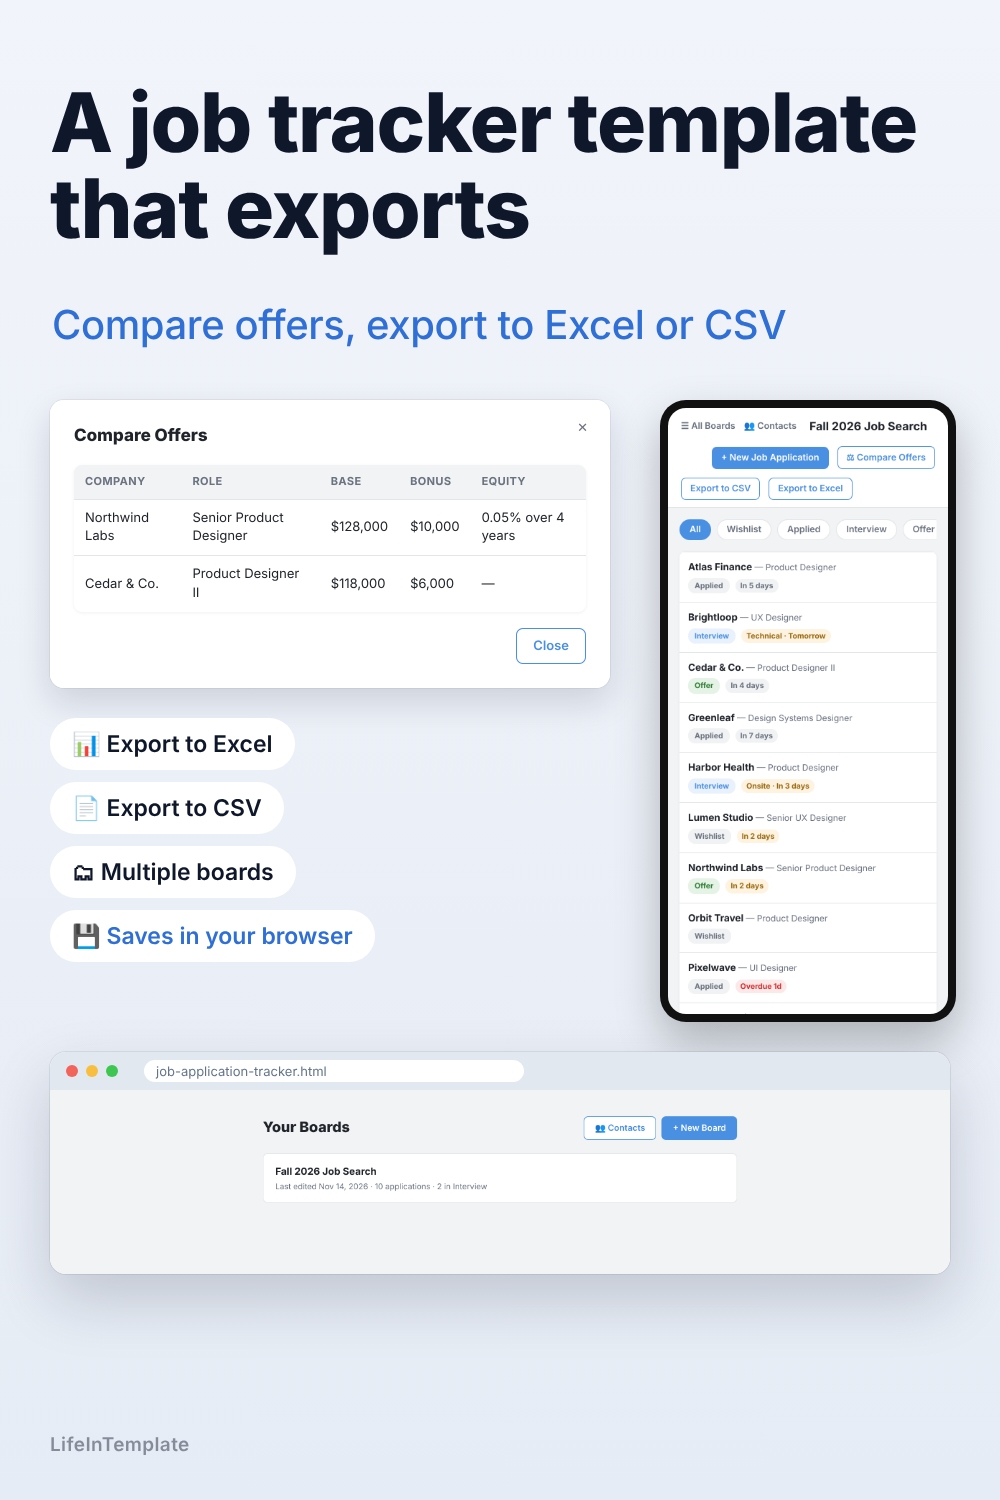 A job tracker template
that exports
Compare offers, export to Excel or CSV
Compare Offers
×
COMPANY ROLE BASE BONUS EQUITY
Northwind Labs Senior Product Designer $128,000 $10,000 0.05% over 4 years
Cedar & Co. Product Designer II $118,000 $6,000 —
Close
📊 Export to Excel
📄 Export to CSV
🗂 Multiple boards
💾 Saves in your browser
☰ All Boards 👥 Contacts Fall 2026 Job Search
+ New Job Application ⚖ Compare Offers
Export to CSV Export to Excel
All Wishlist Applied Interview Offer
Atlas Finance — Product Designer
Applied In 5 days
Brightloop — UX Designer
Interview Technical · Tomorrow
Cedar & Co. — Product Designer II
Offer In 4 days
Greenleaf — Design Systems Designer
Applied In 7 days
Harbor Health — Product Designer
Interview Onsite · In 3 days
Lumen Studio — Senior UX Designer
Wishlist In 2 days
Northwind Labs — Senior Product Designer
Offer In 2 days
Orbit Travel — Product Designer
Wishlist
Pixelwave — UI Designer
Applied Overdue 1d
job-application-tracker.html
Your Boards
👥 Contacts + New Board
Fall 2026 Job Search
Last edited Nov 14, 2026 · 10 applications · 2 in Interview
LifeInTemplate